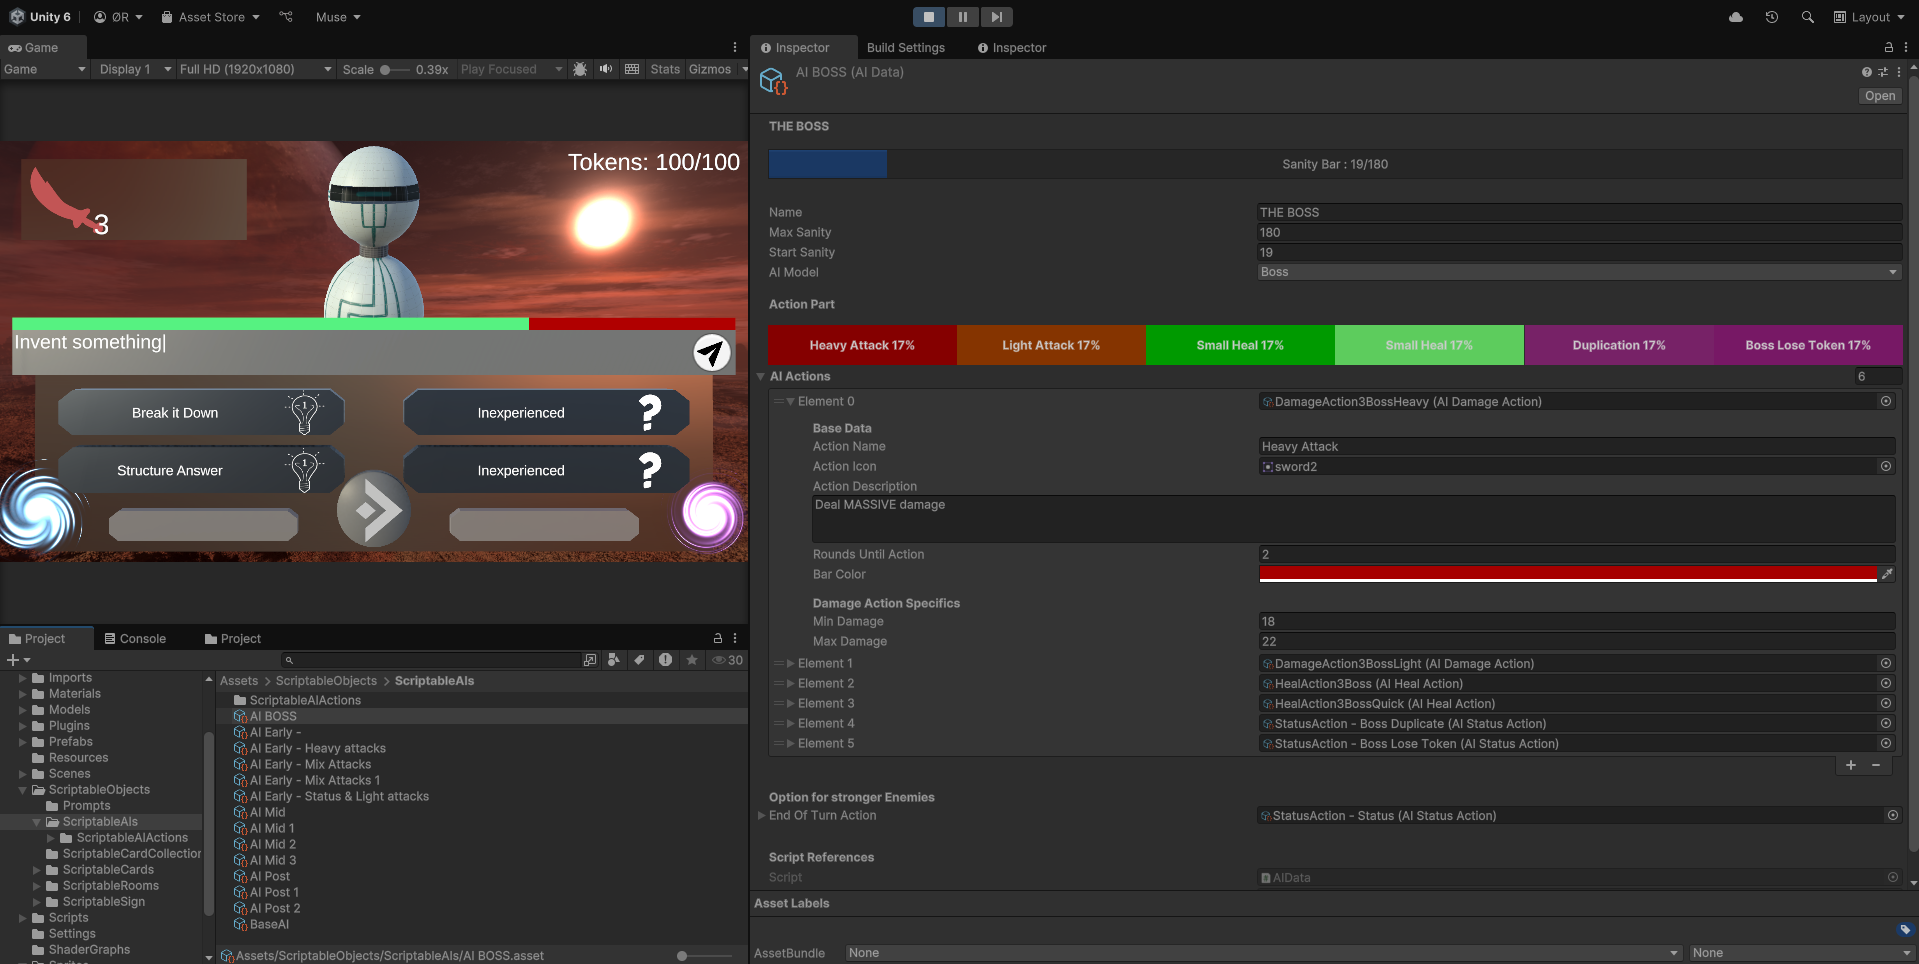 Unity 6
ØR
Asset Store
Muse
Layout
Game
Game
Display 1
Full HD (1920x1080)
Scale
0.39x
Play Focused
Stats
Gizmos
3
Tokens: 100/100
Invent something|
Break it Down
1
Inexperienced
?
Structure Answer
1
Inexperienced
?
Project
Console
Project
30
Imports
Materials
Models
Plugins
Prefabs
Resources
Scenes
ScriptableObjects
Prompts
ScriptableAIs
ScriptableAIActions
ScriptableCardCollection
ScriptableCards
ScriptableRooms
ScriptableSign
Scripts
Settings
ShaderGraphs
Assets > ScriptableObjects > ScriptableAIs
ScriptableAIActions
AI BOSS
AI Early -
AI Early - Heavy attacks
AI Early - Mix Attacks
AI Early - Mix Attacks 1
AI Early - Status & Light attacks
AI Mid
AI Mid 1
AI Mid 2
AI Mid 3
AI Post
AI Post 1
AI Post 2
BaseAI
Assets/ScriptableObjects/ScriptableAIs/AI BOSS.asset
Inspector
Build Settings
Inspector
AI BOSS (AI Data)
Open
THE BOSS
Sanity Bar : 19/180
Name
THE BOSS
Max Sanity
180
Start Sanity
19
AI Model
Boss
Action Part
Heavy Attack 17%
Light Attack 17%
Small Heal 17%
Small Heal 17%
Duplication 17%
Boss Lose Token 17%
AI Actions
6
Element 0
DamageAction3BossHeavy (AI Damage Action)
Base Data
Action Name
Heavy Attack
Action Icon
sword2
Action Description
Deal MASSIVE damage
Rounds Until Action
2
Bar Color
Damage Action Specifics
Min Damage
18
Max Damage
22
Element 1
DamageAction3BossLight (AI Damage Action)
Element 2
HealAction3Boss (AI Heal Action)
Element 3
HealAction3BossQuick (AI Heal Action)
Element 4
StatusAction - Boss Duplicate (AI Status Action)
Element 5
StatusAction - Boss Lose Token (AI Status Action)
Option for stronger Enemies
End Of Turn Action
StatusAction - Status (AI Status Action)
Script References
Script
AIData
Asset Labels
AssetBundle
None
None